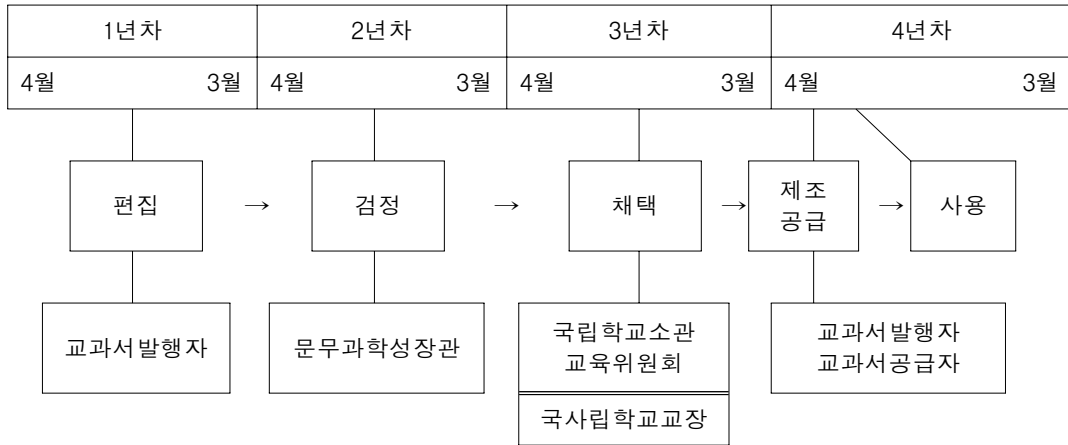 1년차 2년차 3년차 4년차
4월 3월 4월 3월 4월 3월 4월 3월
편집 → 검정 → 채택 → 제조 공급 → 사용
교과서발행자
문무과학성장관
국립학교소관
교육위원회
국사립학교교장
교과서발행자
교과서공급자